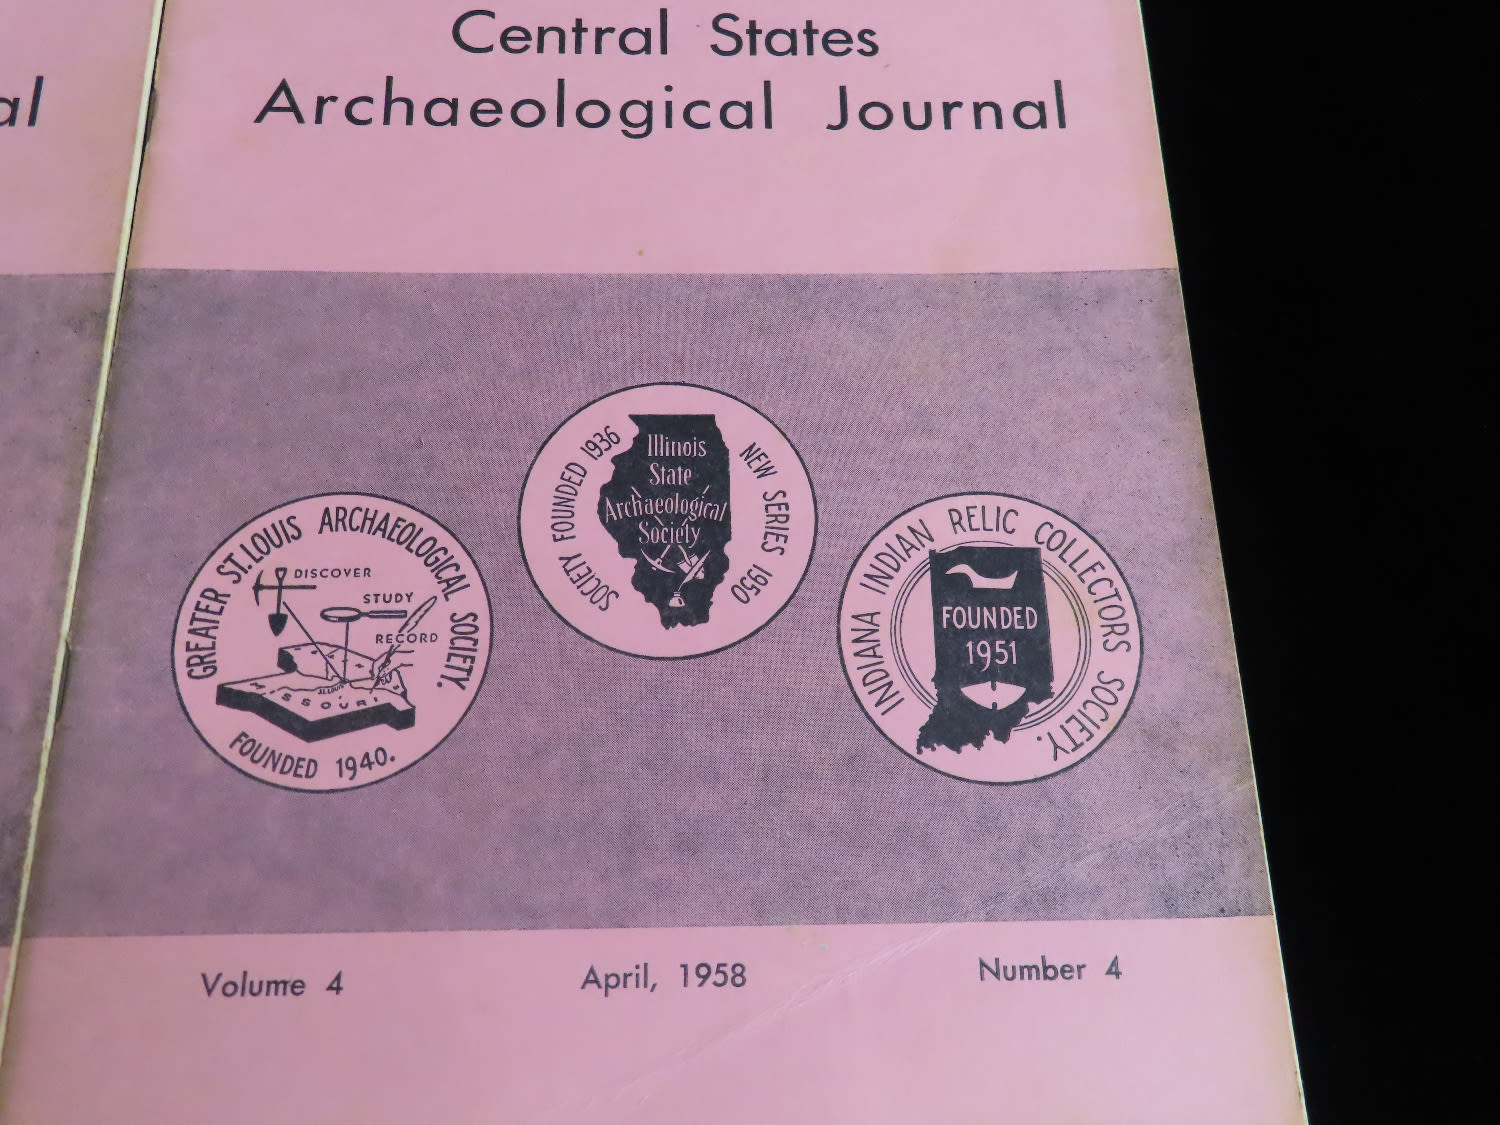 al
Central States
Archaeological Journal
GREATER ST. LOUIS ARCHAEOLOGICAL SOCIETY.
DISCOVER
STUDY
RECORD
ST. LOUIS
MISSOURI
FOUNDED 1940.
SOCIETY FOUNDED 1936
Illinois
State
Archaeological
Society
NEW SERIES 1950
INDIANA INDIAN RELIC COLLECTORS SOCIETY.
FOUNDED
1951
Volume 4
April, 1958
Number 4